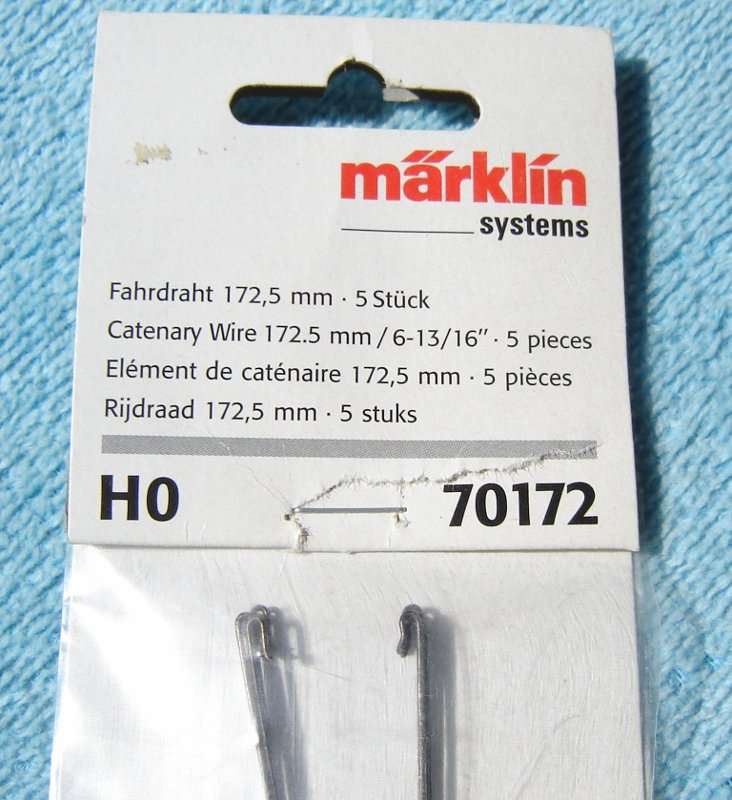 märklin
systems
Fahrdraht 172,5 mm · 5 Stück
Catenary Wire 172.5 mm / 6-13/16" · 5 pieces
Elément de caténaire 172,5 mm · 5 pièces
Rijdraad 172,5 mm · 5 stuks
H0 70172